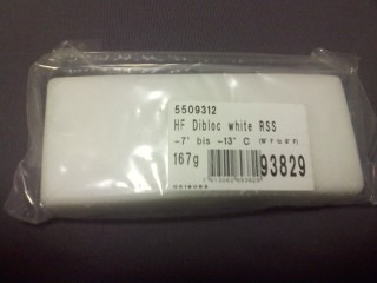 5509312
HF Dibloc white RSS
-7° bis -13° C
167g
93829